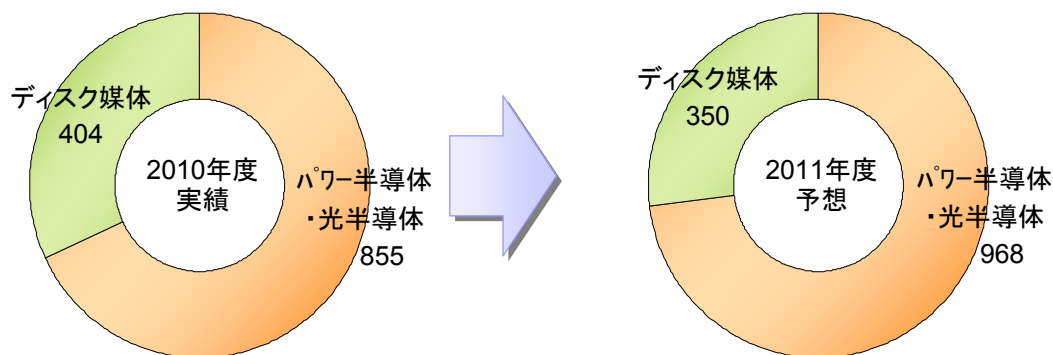 ディスク媒体
404
2010年度
実績
ﾊﾟﾜｰ半導体
・光半導体
855
ディスク媒体
350
2011年度
予想
ﾊﾟﾜｰ半導体
・光半導体
968